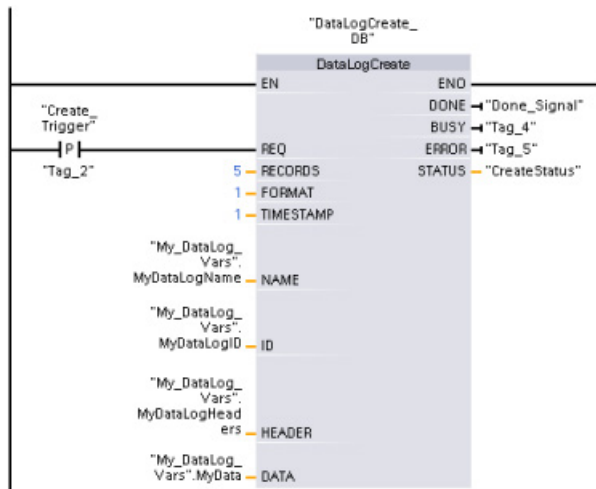 "DataLogCreate_
DB"
DataLogCreate
EN ENO
DONE "Done_Signal"
"Create_
Trigger"
BUSY "Tag_4"
P REQ ERROR "Tag_5"
"Tag_2" 5 RECORDS STATUS "CreateStatus"
1 FORMAT
1 TIMESTAMP
"My_DataLog_
Vars".
MyDataLogName NAME
"My_DataLog_
Vars".
MyDataLogID ID
"My_DataLog_
Vars".
MyDataLogHead
ers HEADER
"My_DataLog_
Vars".MyData DATA